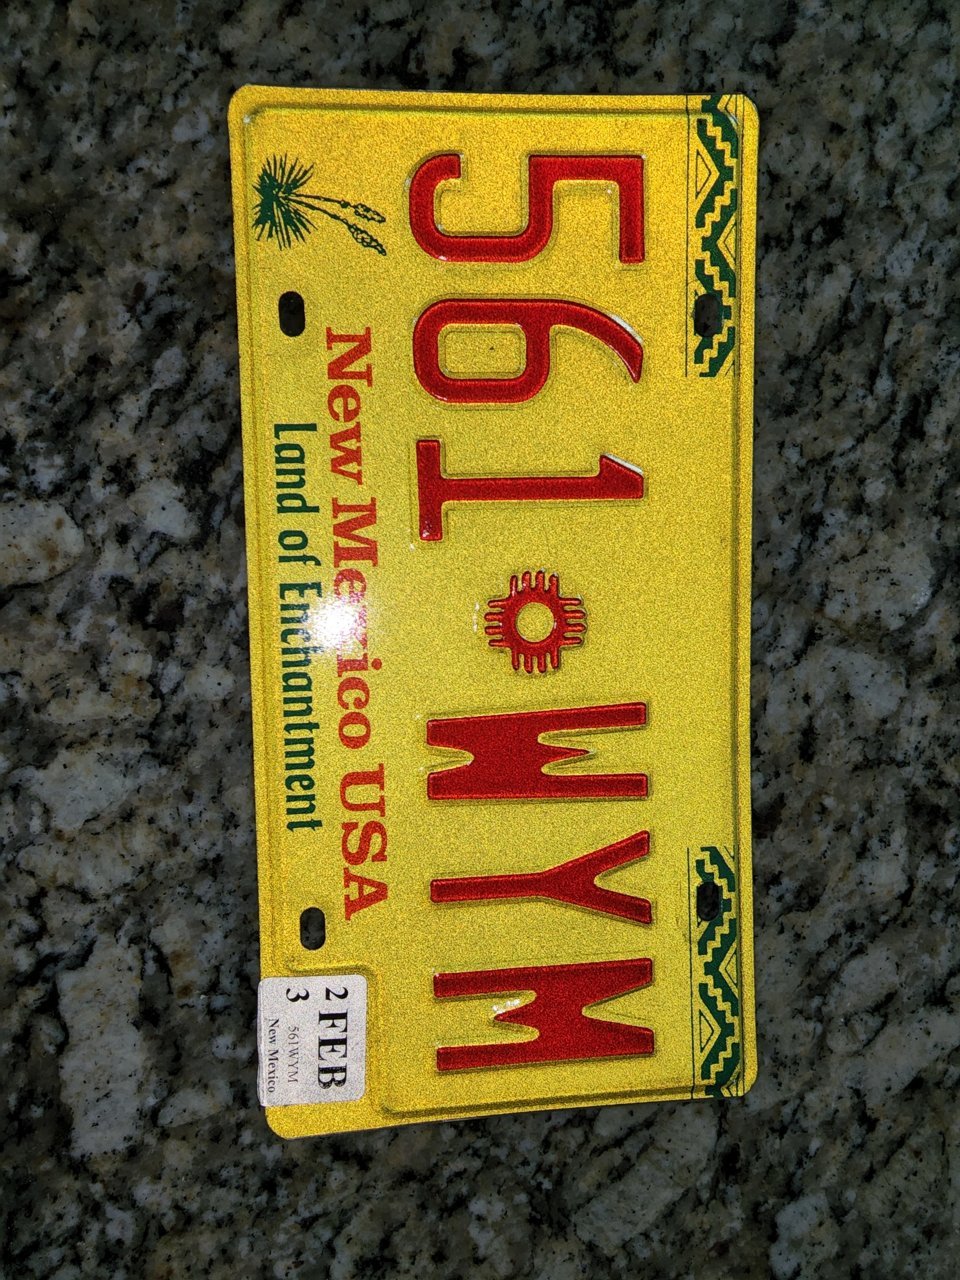 561 WYM
New Mexico USA
Land of Enchantment
2 FEB
3
561WYM
New Mexico